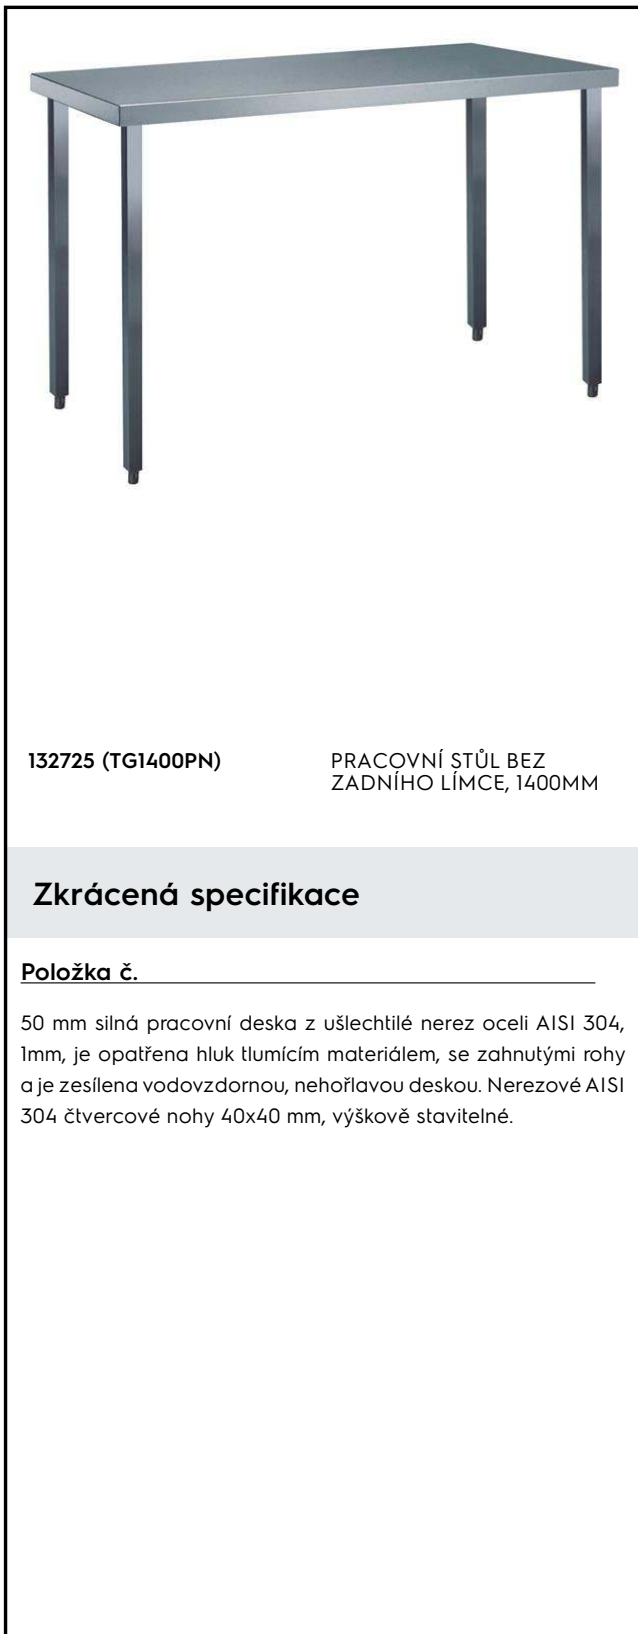 132725 (TG1400PN)
PRACOVNÍ STŮL BEZ
ZADNÍHO LÍMCE, 1400MM
Zkrácená specifikace
Položka č.
50 mm silná pracovní deska z ušlechtilé nerez oceli AISI 304,
1mm, je opatřena hluk tlumícím materiálem, se zahnutými rohy
a je zesílena vodovzdornou, nehořlavou deskou. Nerezové AISI
304 čtvercové nohy 40x40 mm, výškově stavitelné.